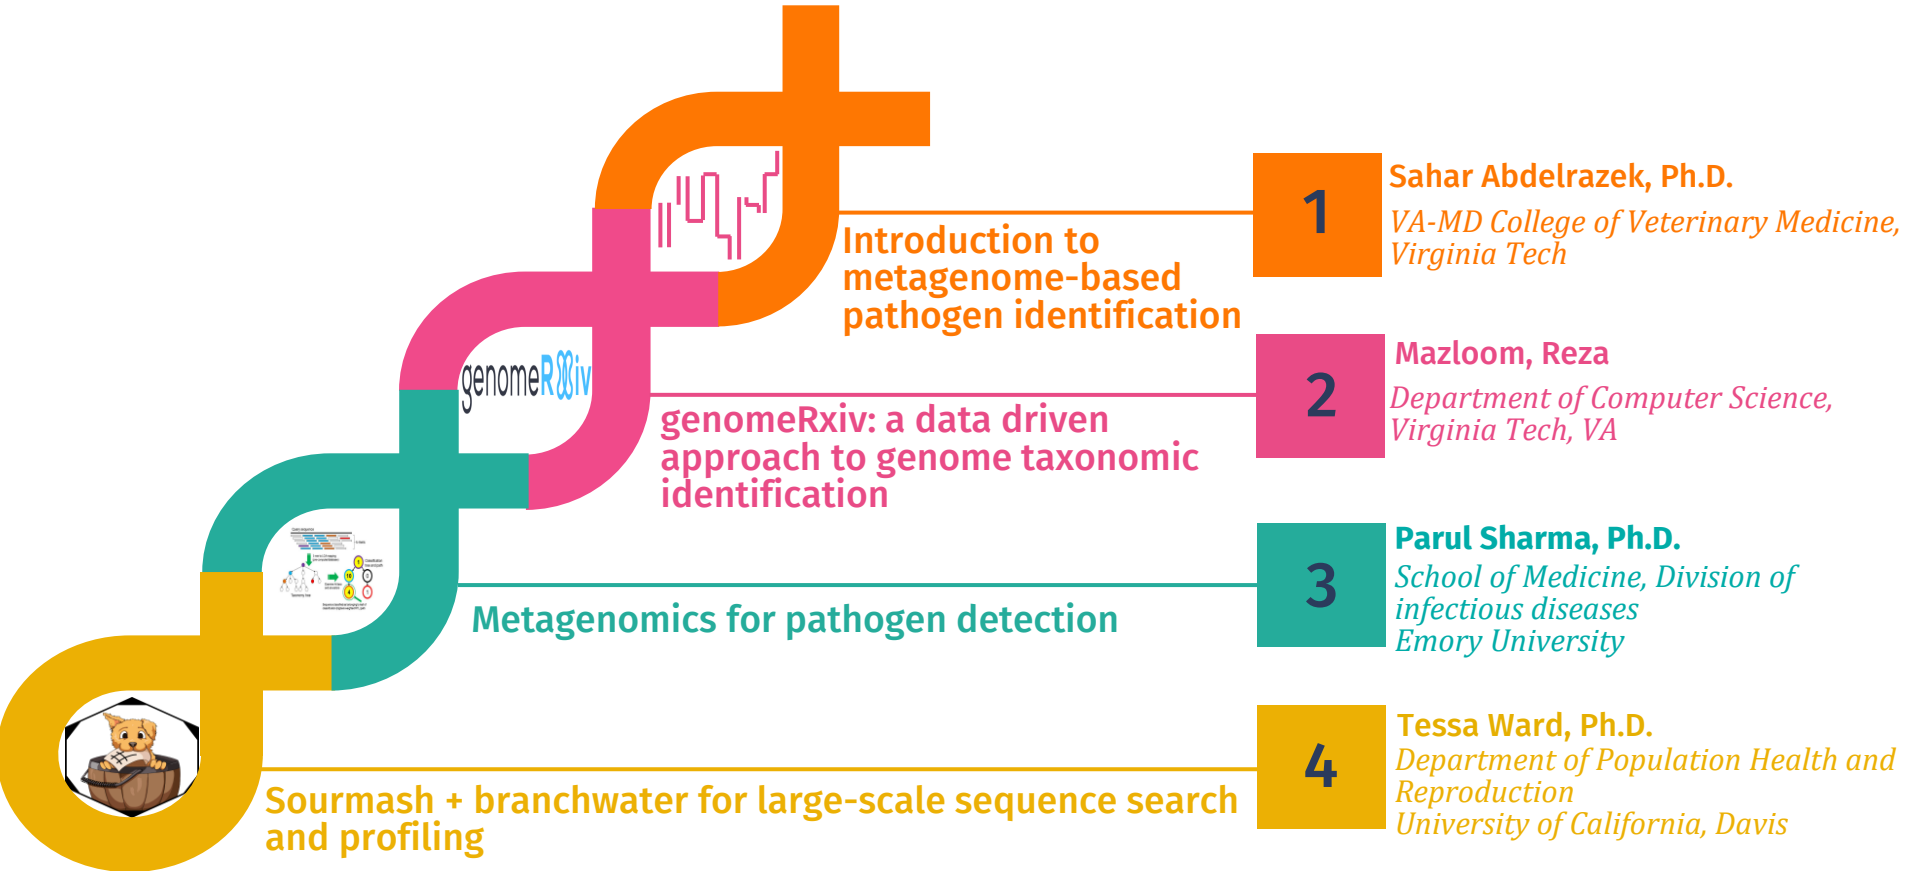 1
Sahar Abdelrazek, Ph.D.
VA-MD College of Veterinary Medicine,
Virginia Tech
Introduction to
metagenome-based
pathogen identification
2
Mazloom, Reza
Department of Computer Science,
Virginia Tech, VA
genomeRxiv
genomeRxiv: a data driven
approach to genome taxonomic
identification
3
Parul Sharma, Ph.D.
School of Medicine, Division of
infectious diseases
Emory University
Metagenomics for pathogen detection
4
Tessa Ward, Ph.D.
Department of Population Health and
Reproduction
University of California, Davis
Sourmash + branchwater for large-scale sequence search
and profiling